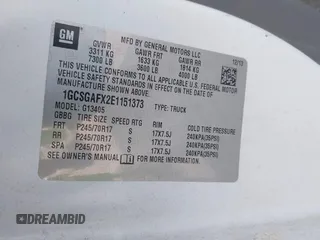 GM
MFD BY GENERAL MOTORS LLC
12/13
GVWR GAWR FRT GAWR RR
3311 KG 1633 KG 1814 KG
7300 LB 3600 LB 4000 LB
THIS VEHICLE CONFORMS TO ALL APPLICABLE U.S. FEDERAL MOTOR
VEHICLE SAFETY STANDARDS IN EFFECT ON THE DATE OF MANUFACTURE SHOWN ABOVE.
1GCSGAFX2E1151373 TYPE: TRUCK
G13405
GBBG TIRE SIZE SPEED RTG RIM COLD TIRE PRESSURE
FRT P245/70R17 S 17X7.5J 240KPA(35PSI)
RR P245/70R17 S 17X7.5J 240KPA(35PSI)
SPA P245/70R17 S 17X7.5J 240KPA(35PSI)
SEE OWNER'S MANUAL FOR ADDITIONAL INFORMATION.
©DREAMBID